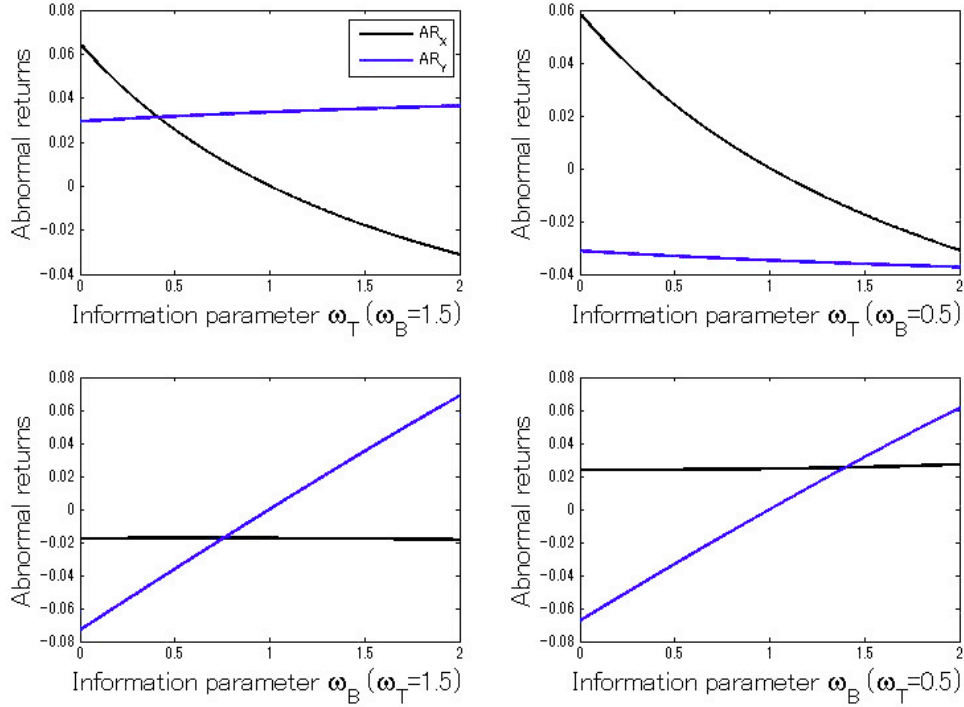 Abnormal returns
0.08
0.06
0.04
0.02
0
−0.02
−0.04
0 0.5 1 1.5 2
AR_X
AR_Y
Information parameter ω_T (ω_B=1.5)
Abnormal returns
0.06
0.04
0.02
0
−0.02
−0.04
0 0.5 1 1.5 2
Information parameter ω_T (ω_B=0.5)
Abnormal returns
0.08
0.06
0.04
0.02
0
−0.02
−0.04
−0.06
−0.08
0 0.5 1 1.5 2
Information parameter ω_B (ω_T=1.5)
Abnormal returns
0.08
0.06
0.04
0.02
0
−0.02
−0.04
−0.06
−0.08
0 0.5 1 1.5 2
Information parameter ω_B (ω_T=0.5)